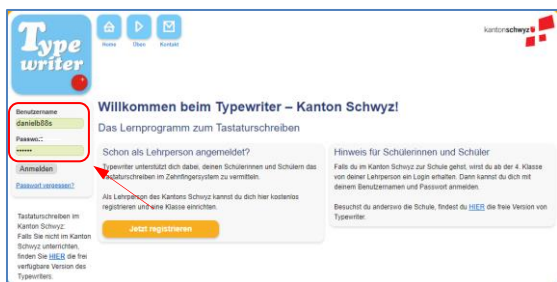 Type
writer
Home
Üben
Kontakt
kantonschwyz
Benutzername
danielb88s
Passwo
••••••
Anmelden
Passwort vergessen?
Tastaturschreiben im
Kanton Schwyz:
Falls Sie nicht im Kanton
Schwyz unterrichten,
finden Sie HIER die frei
verfügbare Version des
Typewriters.
Willkommen beim Typewriter – Kanton Schwyz!
Das Lernprogramm zum Tastaturschreiben
Schon als Lehrperson angemeldet?
Typewriter unterstützt dich dabei, deinen Schülerinnen und Schülern das
Tastaturschreiben im Zehnfingersystem zu vermitteln.
Als Lehrperson des Kantons Schwyz kannst du dich hier kostenlos
registrieren und eine Klasse einrichten.
Jetzt registrieren
Hinweis für Schülerinnen und Schüler
Falls du im Kanton Schwyz zur Schule gehst, wirst du ab der 4. Klasse
von deiner Lehrperson ein Login erhalten. Dann kannst du dich mit
deinem Benutzernamen und Passwort anmelden.
Besuchst du anderswo die Schule, findest du HIER die freie Version von
Typewriter.